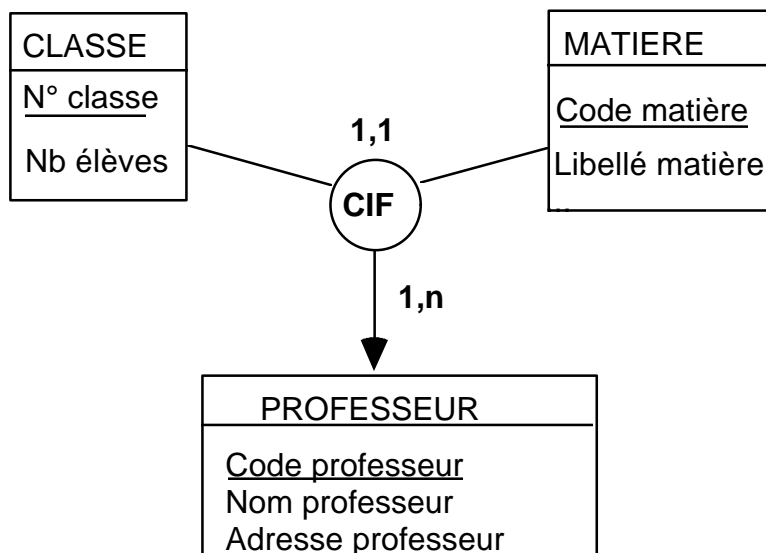 CLASSE
N° classe
Nb élèves
MATIERE
Code matière
Libellé matière
...
1,1
CIF
1,n
PROFESSEUR
Code professeur
Nom professeur
Adresse professeur